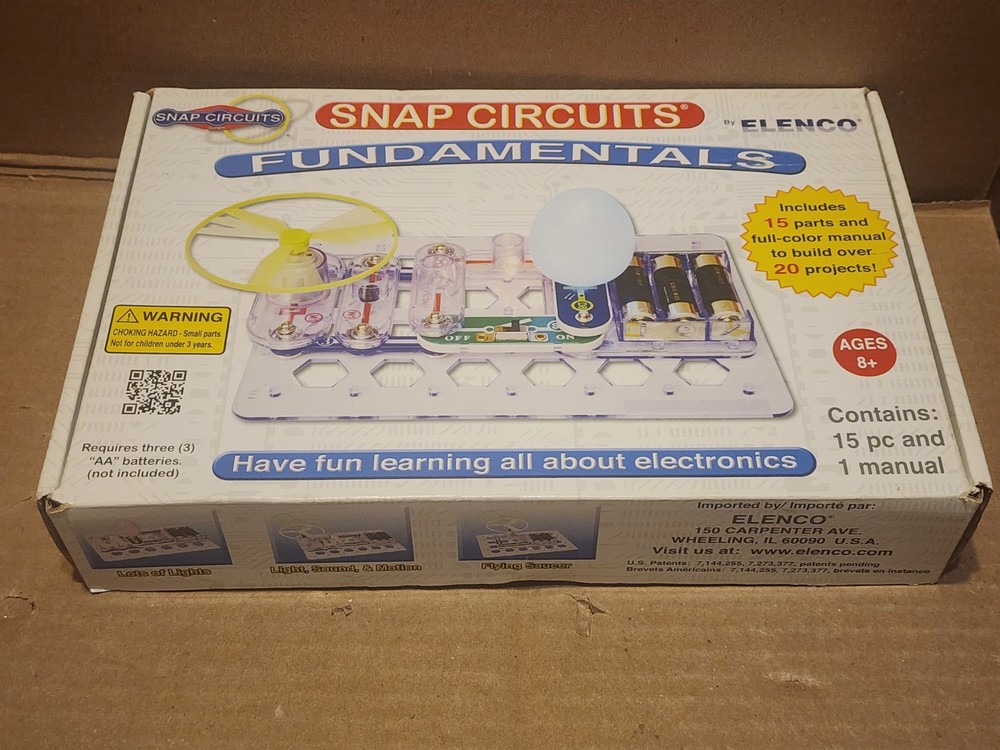 SNAP CIRCUITS
SNAP CIRCUITS®
By ELENCO®
FUNDAMENTALS
Includes
15 parts and
full-color manual
to build over
20 projects!
WARNING
CHOKING HAZARD - Small parts.
Not for children under 3 years.
OFF ON
AGES
8+
Requires three (3)
"AA" batteries.
(not included)
Contains:
15 pc and
1 manual
Have fun learning all about electronics
Lots of Lights
Light, Sound, & Motion
Flying Saucer
Imported by/ Importé par:
ELENCO®
150 CARPENTER AVE.
WHEELING, IL 60090 U.S.A.
Visit us at: www.elenco.com
U.S. Patents: 7,144,255, 7,273,377, patents pending
Brevets Américains: 7,144,255, 7,273,377, brevets en instance